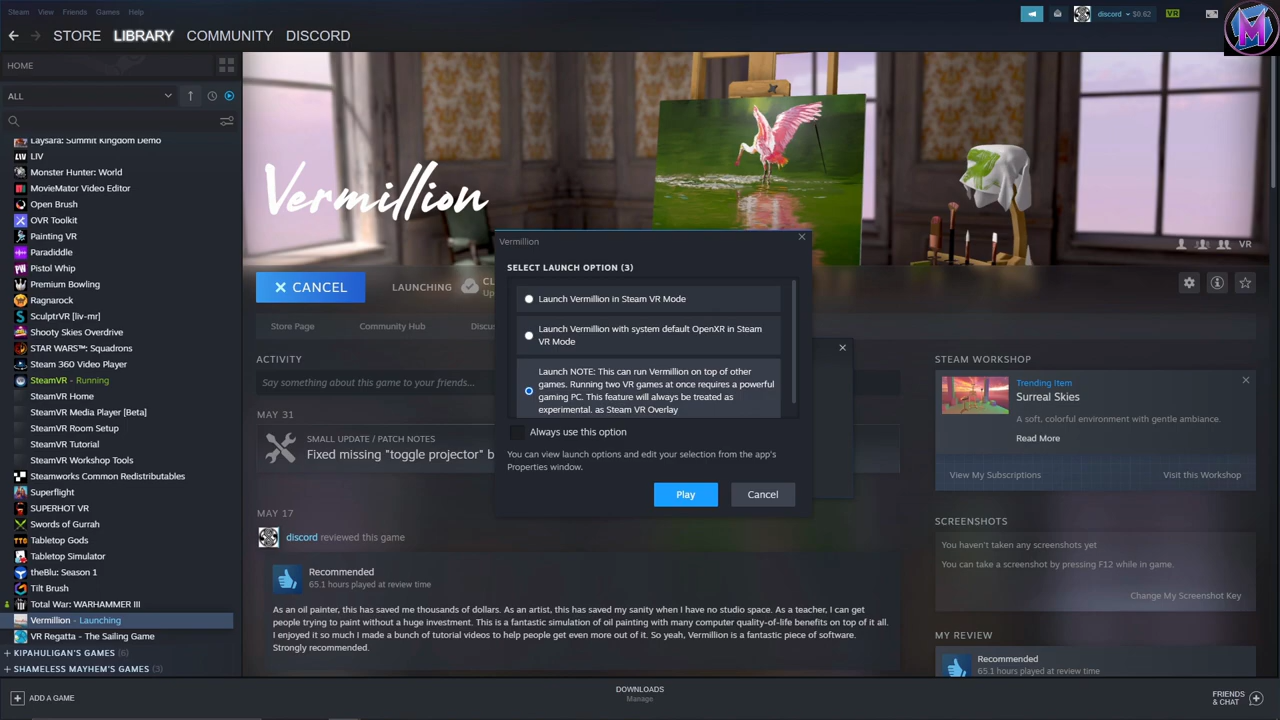 Steam View Friends Games Help
discord $0.62 VR
STORE LIBRARY COMMUNITY DISCORD
HOME
ALL
Laysara: Summit Kingdom Demo
LIV
Monster Hunter: World
MovieMator Video Editor
Open Brush
OVR Toolkit
Painting VR
Paradiddle
Pistol Whip
Premium Bowling
Ragnarock
SculptrVR [liv-mr]
Shooty Skies Overdrive
STAR WARS™: Squadrons
Steam 360 Video Player
SteamVR - Running
SteamVR Home
SteamVR Media Player [Beta]
SteamVR Room Setup
SteamVR Tutorial
SteamVR Workshop Tools
Steamworks Common Redistributables
Superflight
SUPERHOT VR
Swords of Gurrah
Tabletop Gods
Tabletop Simulator
theBlu: Season 1
Tilt Brush
Total War: WARHAMMER III
Vermillion - Launching
VR Regatta - The Sailing Game
KIPAHULIGAN'S GAMES (6)
SHAMELESS MAYHEM'S GAMES (3)
ADD A GAME
Vermillion
VR
CANCEL
LAUNCHING
CL
Up
Store Page Community Hub Discus
ACTIVITY
Say something about this game to your friends...
MAY 31
SMALL UPDATE / PATCH NOTES
Fixed missing "toggle projector" b
MAY 17
discord reviewed this game
Recommended
65.1 hours played at review time
As an oil painter, this has saved me thousands of dollars. As an artist, this has saved my sanity when I have no studio space. As a teacher, I can get
people trying to paint without a huge investment. This is a fantastic simulation of oil painting with many computer quality-of-life benefits on top of it all.
I enjoyed it so much I made a bunch of tutorial videos to help people get even more out of it. So yeah, Vermillion is a fantastic piece of software.
Strongly recommended.
Vermillion
SELECT LAUNCH OPTION (3)
Launch Vermillion in Steam VR Mode
Launch Vermillion with system default OpenXR in Steam
VR Mode
Launch NOTE: This can run Vermillion on top of other
games. Running two VR games at once requires a powerful
gaming PC. This feature will always be treated as
experimental. as Steam VR Overlay
Always use this option
You can view launch options and edit your selection from the app's
Properties window.
Play Cancel
STEAM WORKSHOP
Trending Item
Surreal Skies
A soft, colorful environment with gentle ambiance.
Read More
View My Subscriptions Visit this Workshop
SCREENSHOTS
You haven't taken any screenshots yet
You can take a screenshot by pressing F12 while in game.
Change My Screenshot Key
MY REVIEW
Recommended
65.1 hours played at review time
DOWNLOADS
Manage
FRIENDS
& CHAT